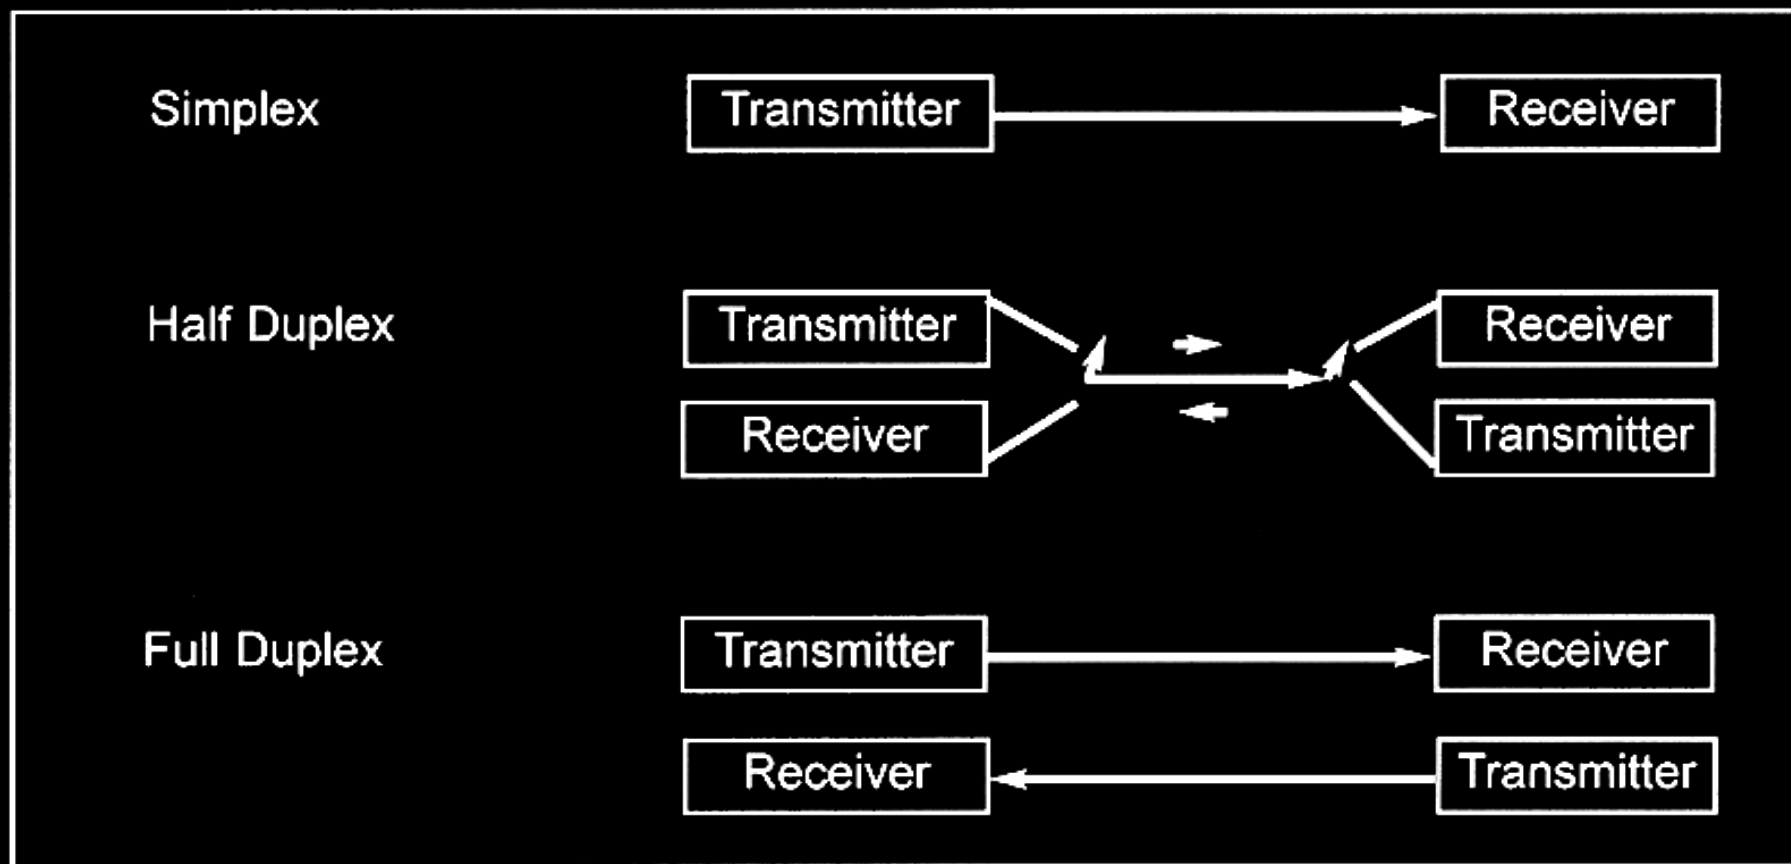 Simplex Transmitter Receiver
Half Duplex Transmitter Receiver
Receiver Transmitter
Full Duplex Transmitter Receiver
Receiver Transmitter